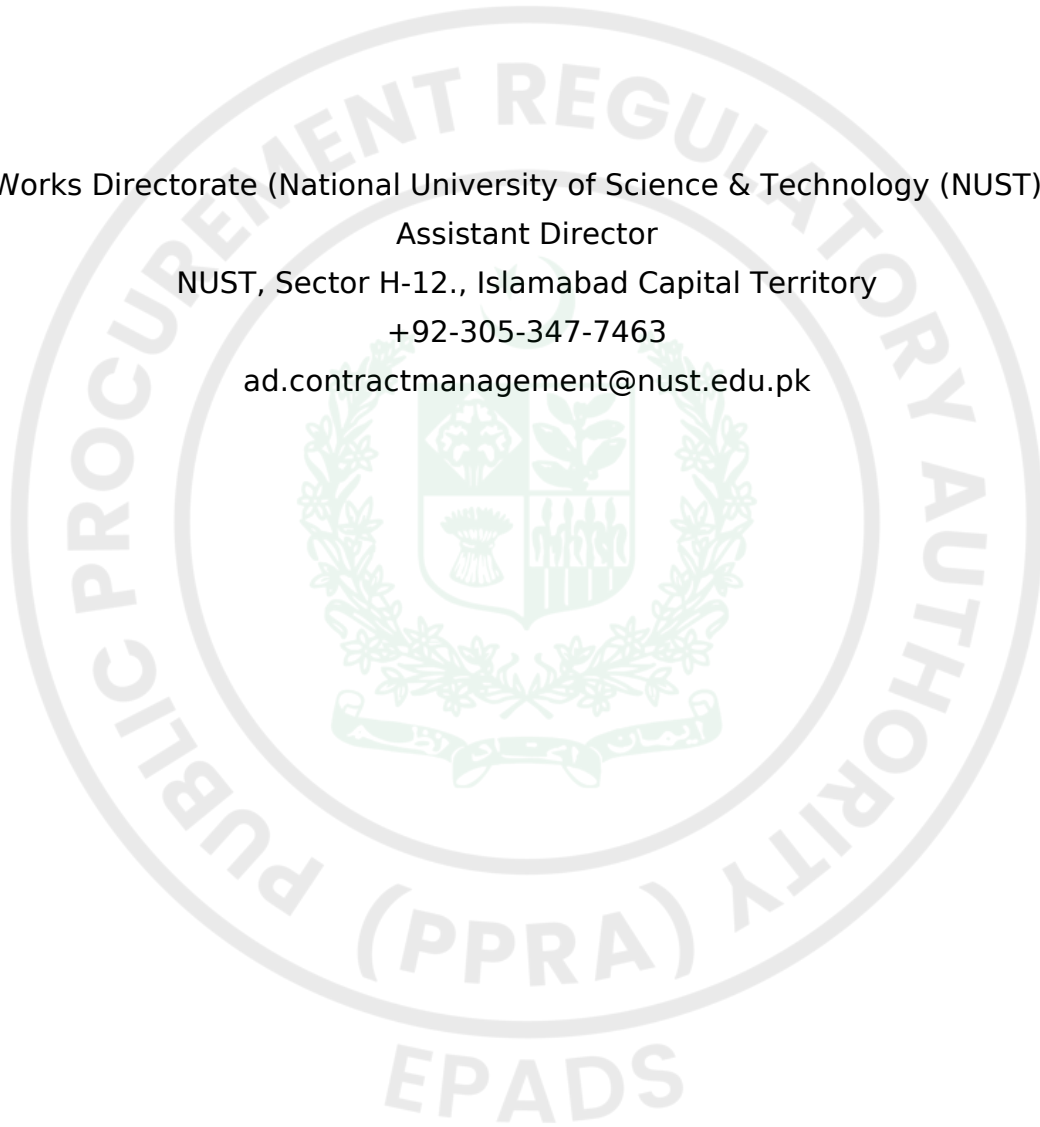 Works Directorate (National University of Science & Technology (NUST)
Assistant Director
NUST, Sector H-12., Islamabad Capital Territory
+92-305-347-7463
ad.contractmanagement@nust.edu.pk
PUBLIC PROCUREMENT REGULATORY AUTHORITY
(PPRA)
EPADS